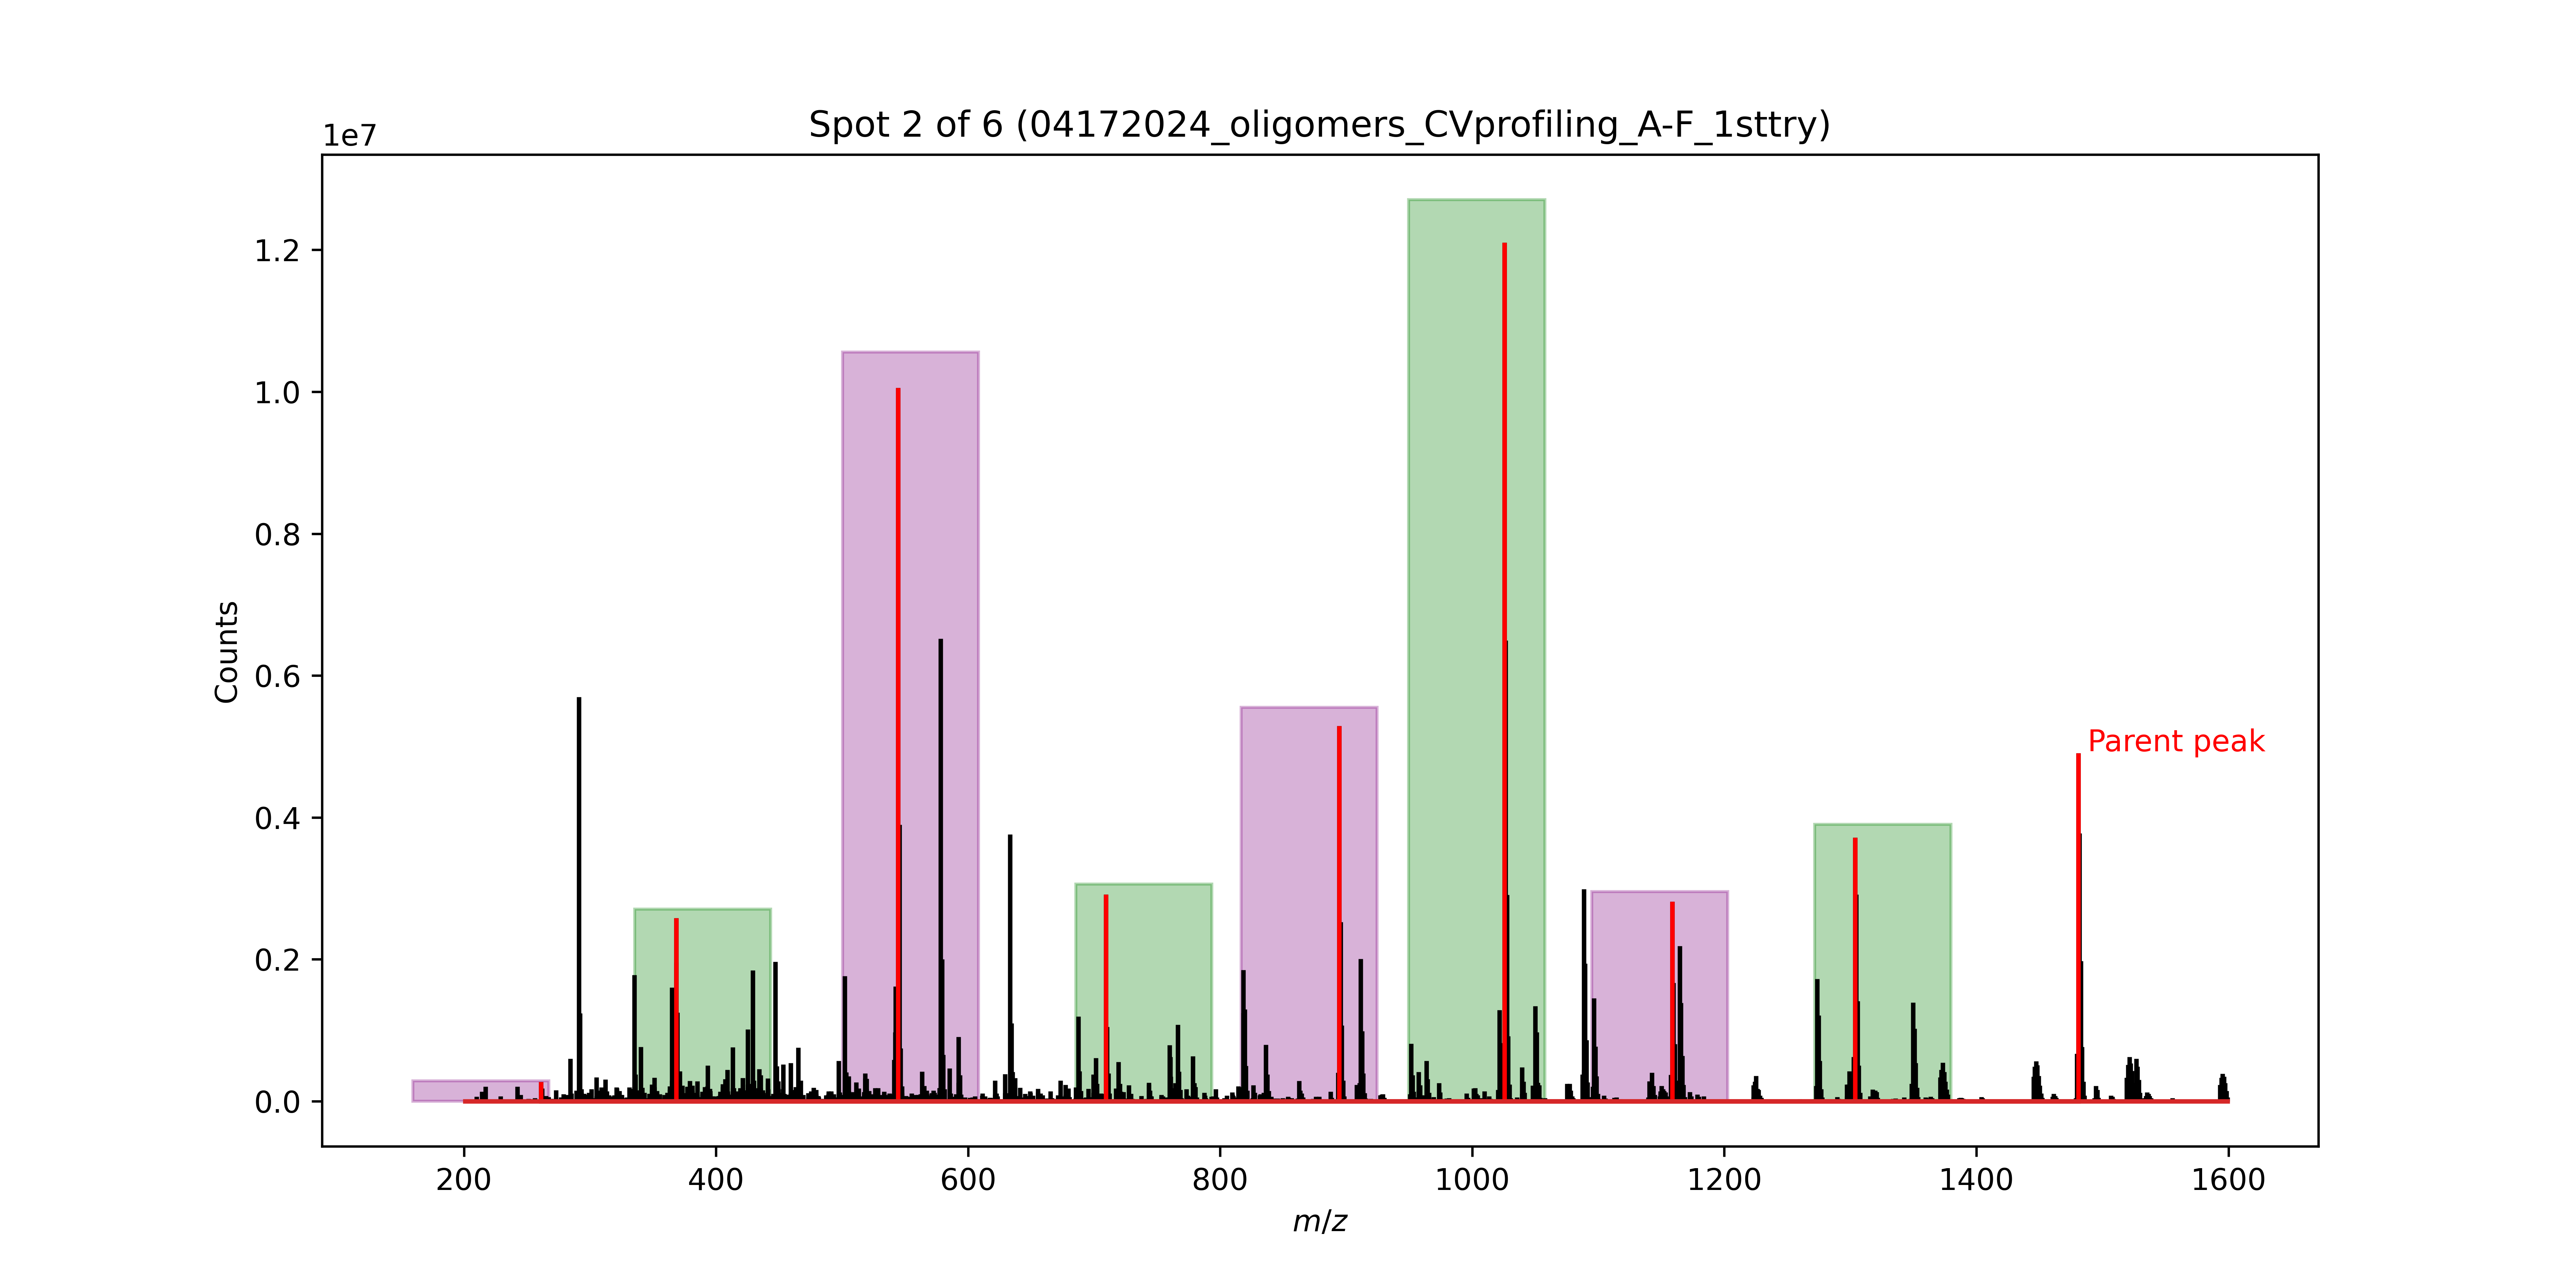 Spot 2 of 6 (04172024_oligomers_CVprofiling_A-F_1sttry)
1e7
1.2
1.0
0.8
0.6
0.4
0.2
0.0
Counts
Parent peak
200 400 600 800 1000 1200 1400 1600
m/z